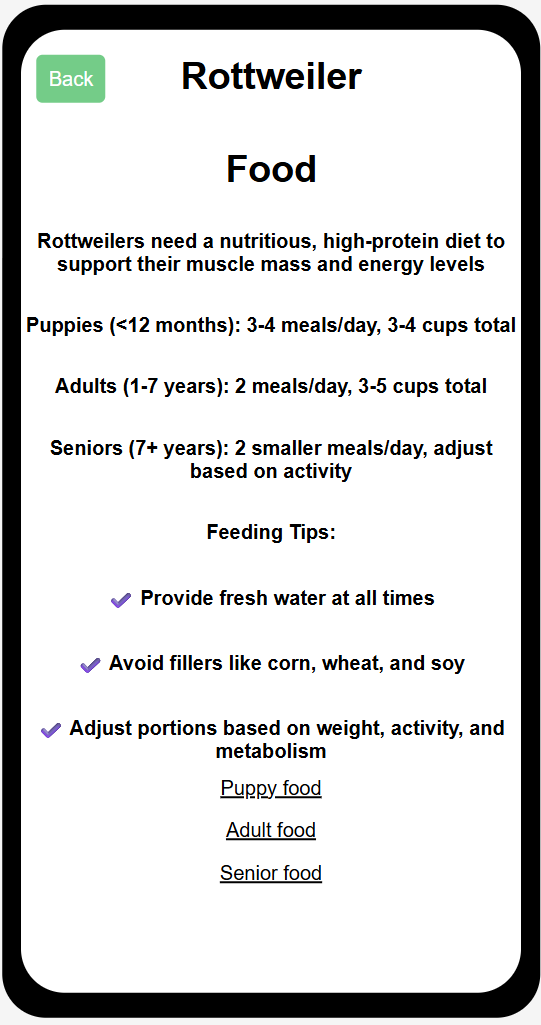 Back
Rottweiler
Food
Rottweilers need a nutritious, high-protein diet to
support their muscle mass and energy levels
Puppies (<12 months): 3-4 meals/day, 3-4 cups total
Adults (1-7 years): 2 meals/day, 3-5 cups total
Seniors (7+ years): 2 smaller meals/day, adjust
based on activity
Feeding Tips:
✔ Provide fresh water at all times
✔ Avoid fillers like corn, wheat, and soy
✔ Adjust portions based on weight, activity, and
metabolism
Puppy food
Adult food
Senior food